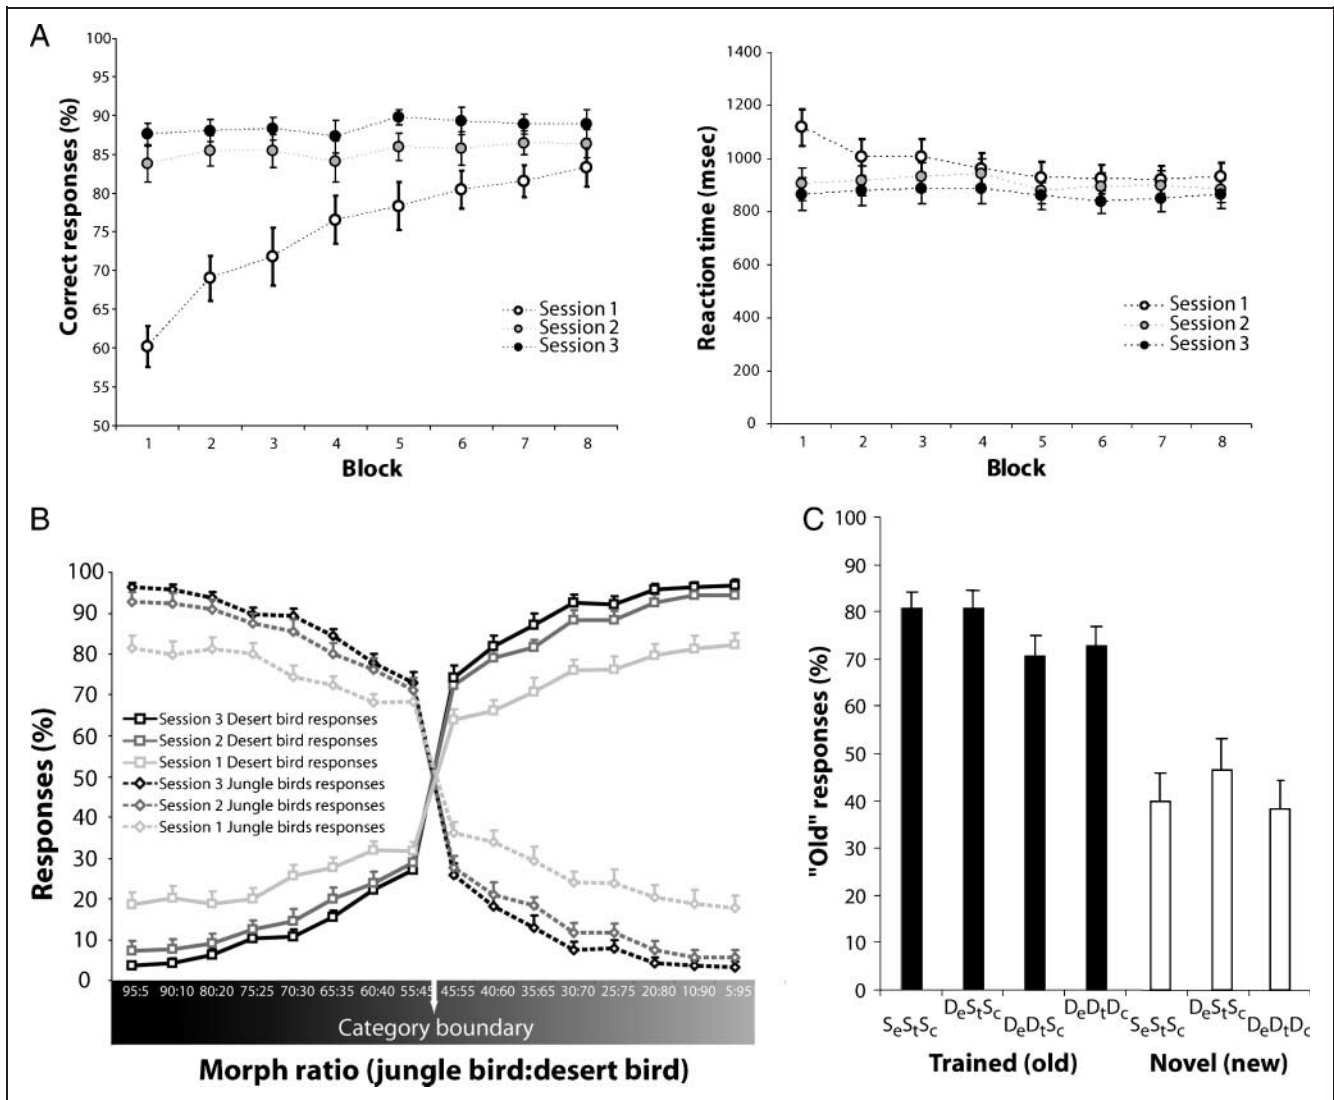 A
Correct responses (%)
100
95
90
85
80
75
70
65
60
55
50
1 2 3 4 5 6 7 8
Block
Session 1
Session 2
Session 3
Reaction time (msec)
1400
1200
1000
800
600
400
200
0
1 2 3 4 5 6 7 8
Block
Session 1
Session 2
Session 3
B
Responses (%)
100
90
80
70
60
50
40
30
20
10
0
Session 3 Desert bird responses
Session 2 Desert bird responses
Session 1 Desert bird responses
Session 3 Jungle birds responses
Session 2 Jungle birds responses
Session 1 Jungle birds responses
95:5 90:10 80:20 75:25 70:30 65:35 60:40 55:45 45:55 40:60 35:65 30:70 25:75 20:80 10:90 5:95
Category boundary
Morph ratio (jungle bird:desert bird)
C
"Old" responses (%)
100
90
80
70
60
50
40
30
20
10
0
SeStSc DeStSc DeDtSc DeDtDc SeStSc DeStSc DeDtDc
Trained (old) Novel (new)